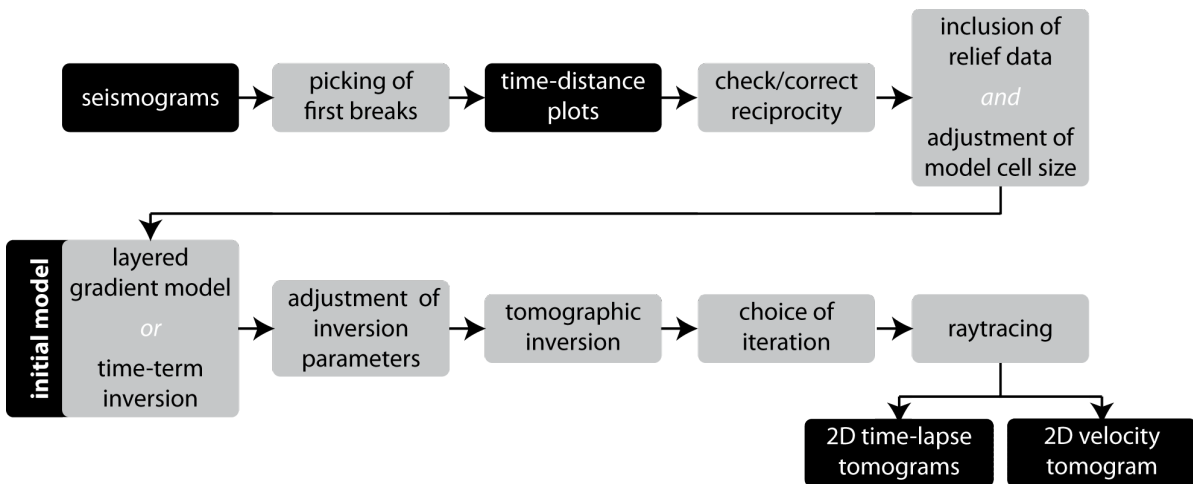 seismograms
picking of
first breaks
time-distance
plots
check/correct
reciprocity
inclusion of
relief data
and
adjustment of
model cell size
initial model
layered
gradient model
or
time-term
inversion
adjustment of
inversion
parameters
tomographic
inversion
choice of
iteration
raytracing
2D time-lapse
tomograms
2D velocity
tomogram